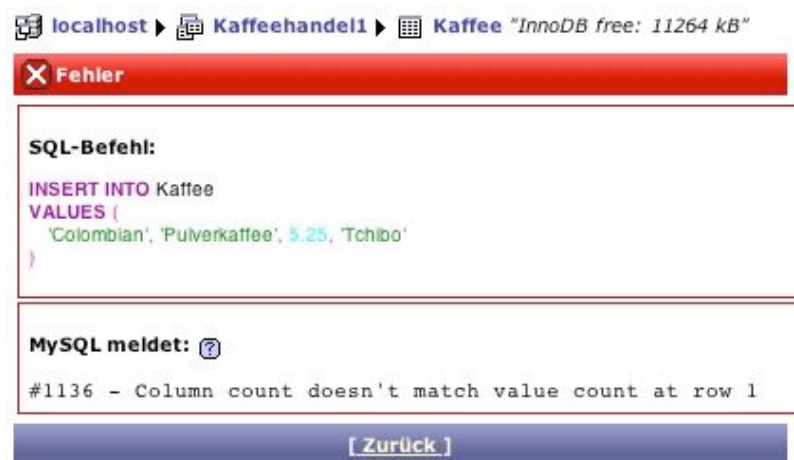 localhost Kaffeehandel1 Kaffee "InnoDB free: 11264 kB"
Fehler
SQL-Befehl:
INSERT INTO Kaffee
VALUES (
'Colombian', 'Pulverkaffee', 5.25, 'Tchibo'
)
MySQL meldet: ?
#1136 - Column count doesn't match value count at row 1
[ Zurück ]